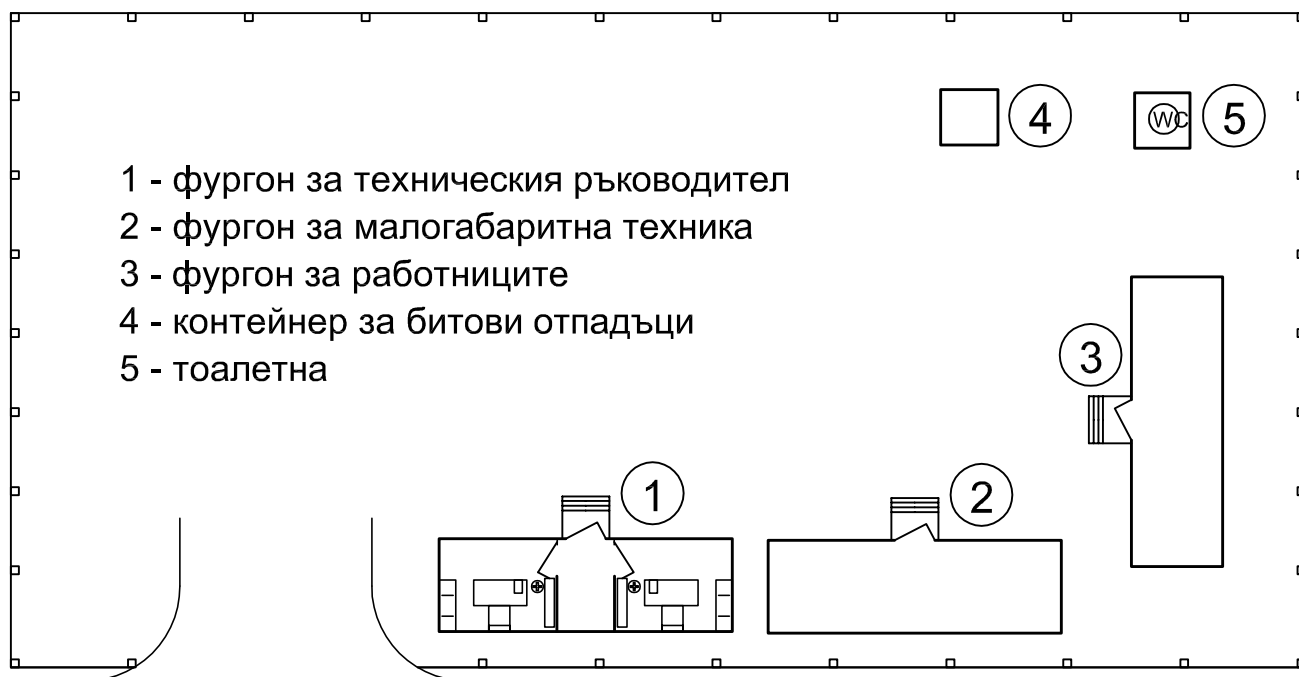 4
WC 5
1 - фургон за техническия ръководител
2 - фургон за малогабаритна техника
3 - фургон за работниците
4 - контейнер за битови отпадъци
5 - тоалетна
3
1
2